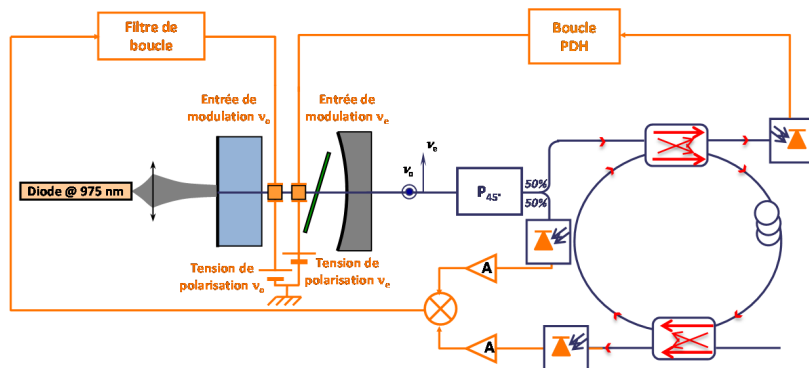 Filtre de
boucle
Boucle
PDH
Entrée de
modulation νo
Entrée de
modulation νe
Diode @ 975 nm
νo
νe
P45°
50%
50%
Tension de
polarisation νo
Tension de
polarisation νe
A
A